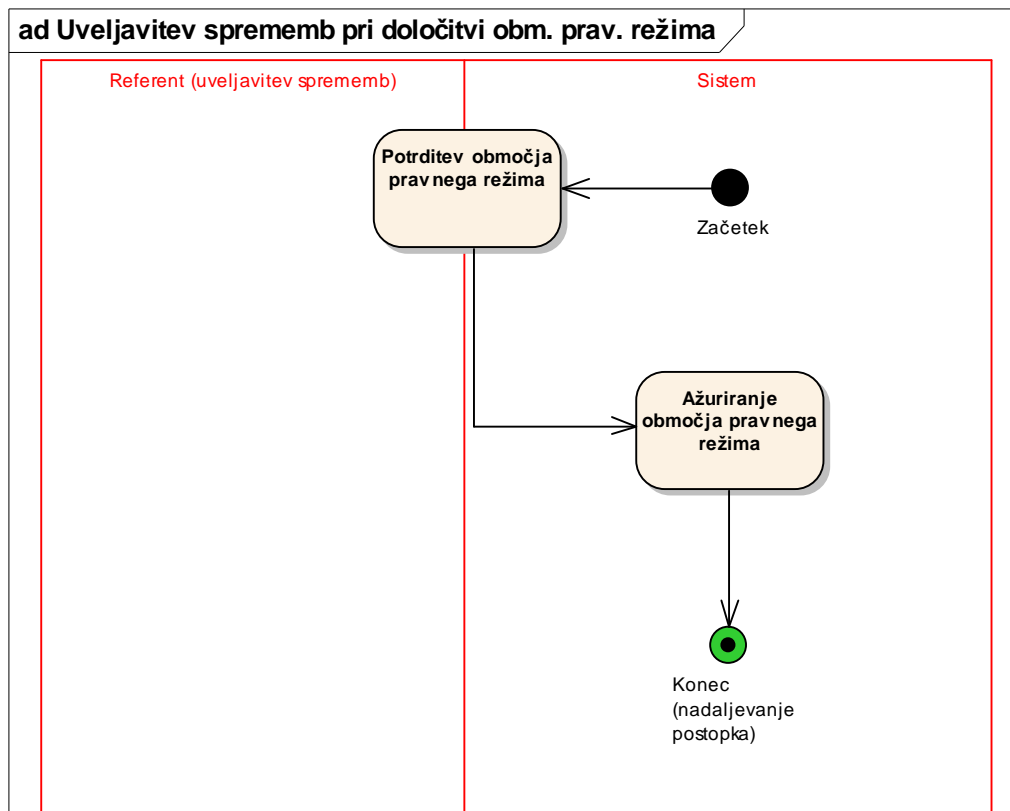 ad Uveljavitev sprememb pri določitvi obm. prav. režima
Referent (uveljavitev sprememb)
Sistem
Potrditev območja
pravnega režima
Začetek
Ažuriranje
območja pravnega
režima
Konec
(nadaljevanje
postopka)